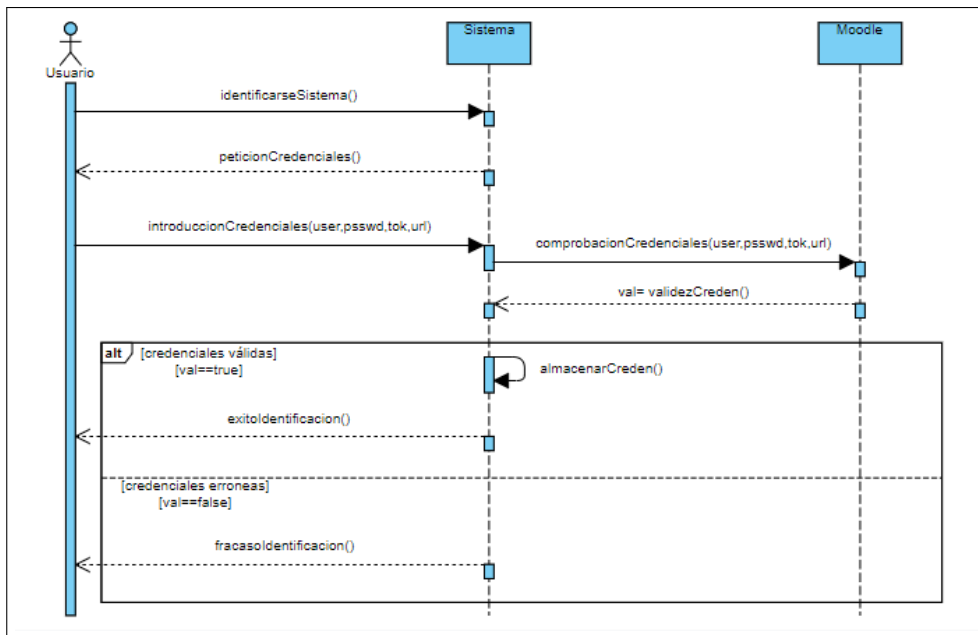 Sistema
Moodle
Usuario
identificarseSistema()
peticionCredenciales()
introduccionCredenciales(user,psswd,tok,url)
comprobacionCredenciales(user,psswd,tok,url)
val= validezCreden()
alt
[credenciales válidas]
[val==true]
almacenarCreden()
exitoIdentificacion()
[credenciales erroneas]
[val==false]
fracasoIdentificacion()